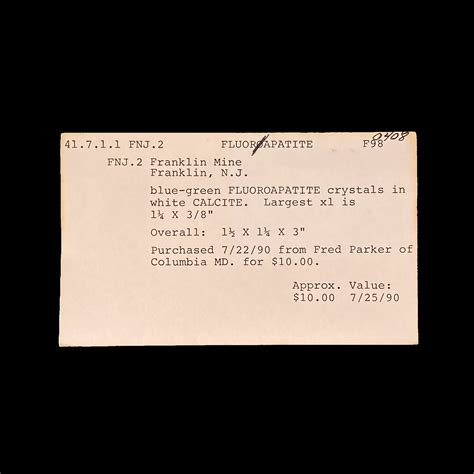 0408
41.7.1.1 FNJ.2 FLUOROAPATITE F98
FNJ.2 Franklin Mine
Franklin, N.J.
blue-green FLUOROAPATITE crystals in
white CALCITE. Largest xl is
1¼ X 3/8"
Overall: 1½ X 1¼ X 3"
Purchased 7/22/90 from Fred Parker of
Columbia MD. for $10.00.
Approx. Value:
$10.00 7/25/90